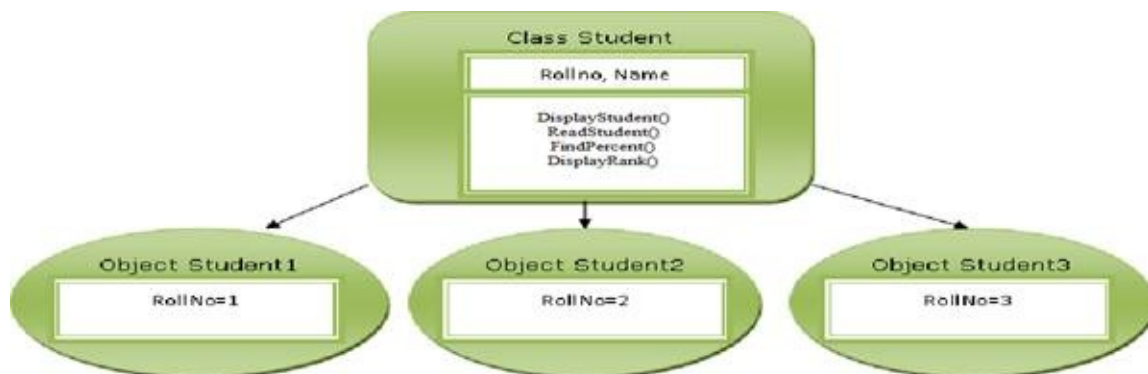 Class Student
Rollno, Name
DisplayStudent()
ReadStudent()
FindPercent()
DisplayRank()
Object Student1
RollNo=1
Object Student2
RollNo=2
Object Student3
RollNo=3